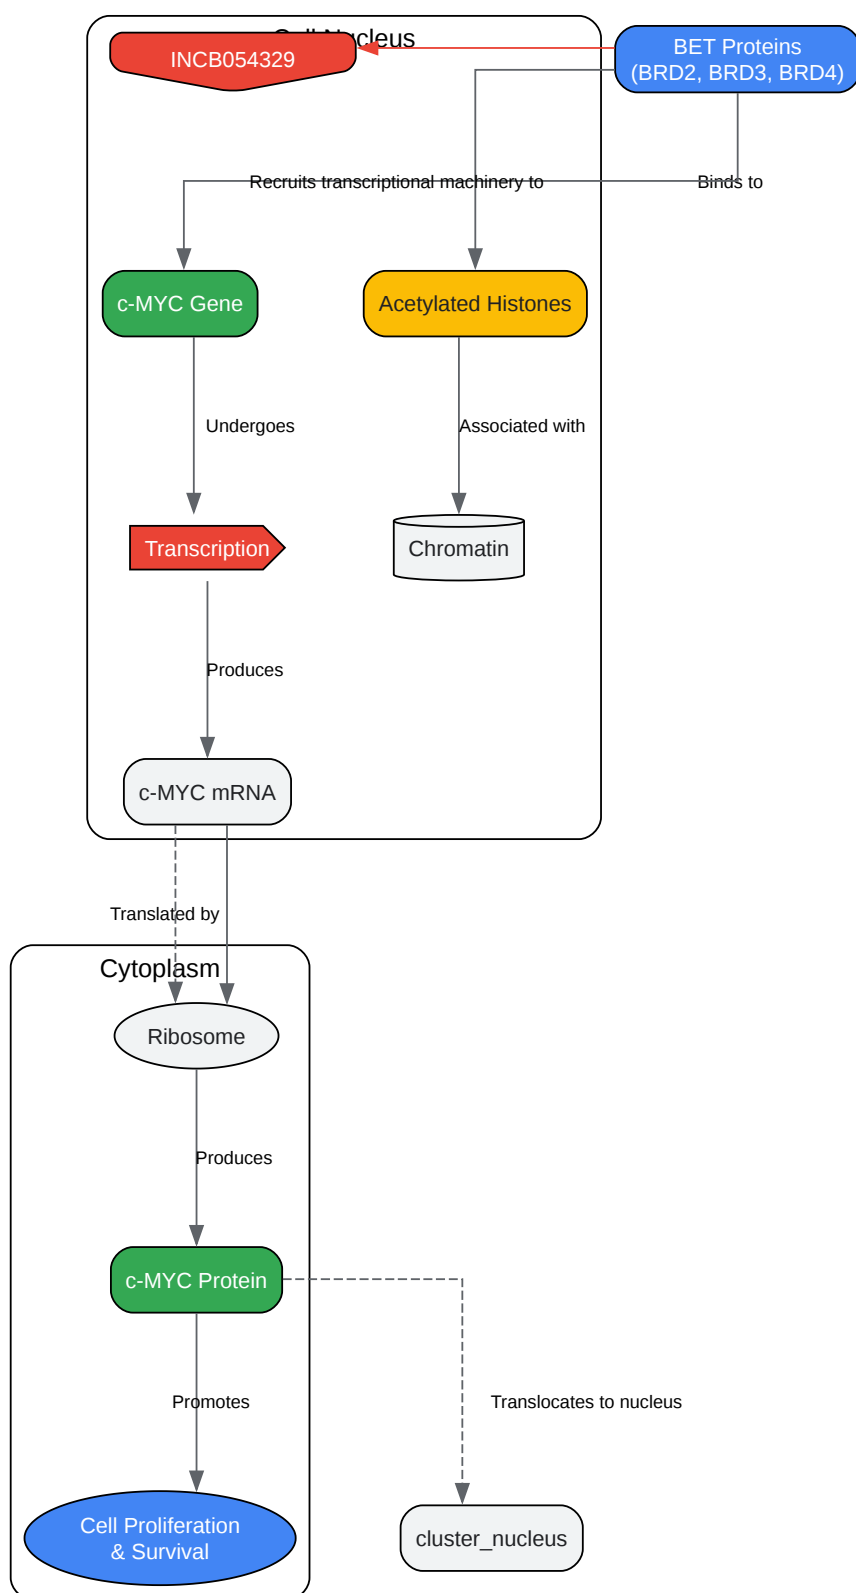 Cell Nucleus
INCB054329
BET Proteins
(BRD2, BRD3, BRD4)
Recruits transcriptional machinery to
Binds to
c-MYC Gene
Acetylated Histones
Undergoes
Associated with
Transcription
Chromatin
Produces
c-MYC mRNA
Translated by
Cytoplasm
Ribosome
Produces
c-MYC Protein
Promotes
Translocates to nucleus
Cell Proliferation
& Survival
cluster_nucleus